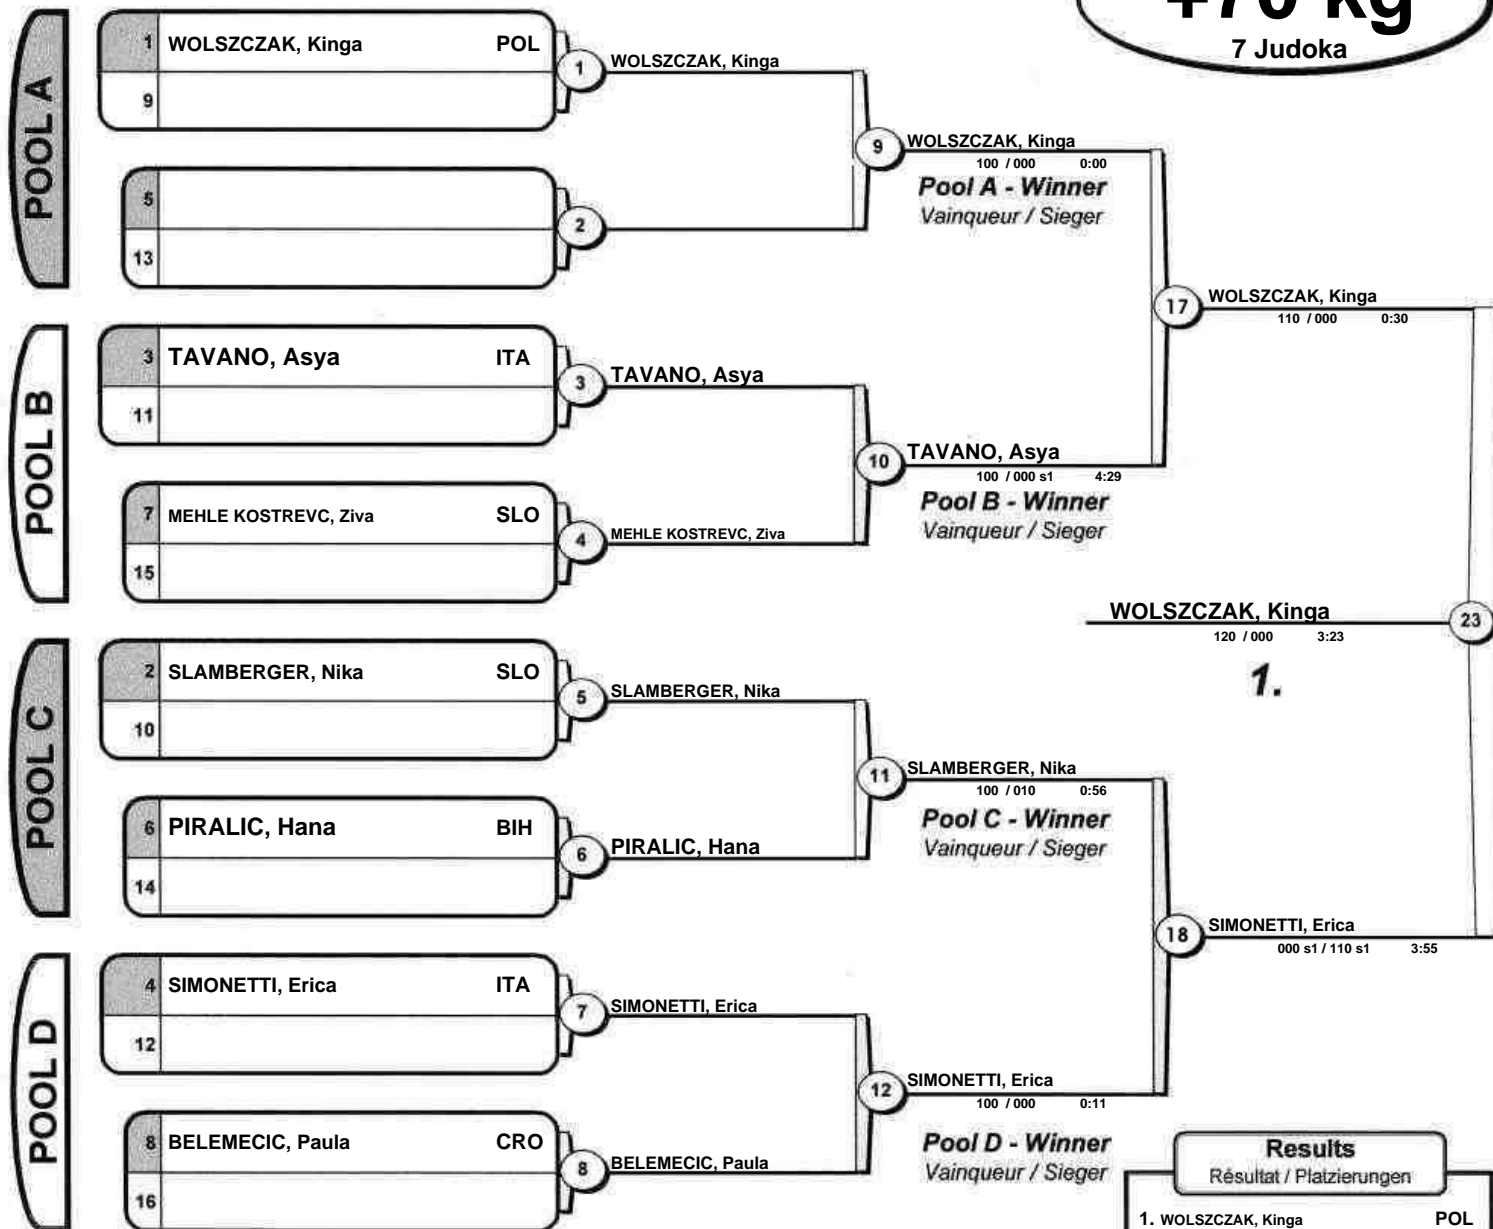 +70 kg
7 Judoka
POOL A
1 WOLSZCZAK, Kinga POL
9
1 WOLSZCZAK, Kinga
5
13
2
9 WOLSZCZAK, Kinga
100 / 000 0:00
Pool A - Winner
Vainqueur / Sieger
POOL B
3 TAVANO, Asya ITA
11
3 TAVANO, Asya
7 MEHLE KOSTREVC, Ziva SLO
15
4 MEHLE KOSTREVC, Ziva
10 TAVANO, Asya
100 / 000 s1 4:29
Pool B - Winner
Vainqueur / Sieger
17 WOLSZCZAK, Kinga
110 / 000 0:30
WOLSZCZAK, Kinga 23
120 / 000 3:23
1.
POOL C
2 SLAMBERGER, Nika SLO
10
5 SLAMBERGER, Nika
6 PIRALIC, Hana BIH
14
6 PIRALIC, Hana
11 SLAMBERGER, Nika
100 / 010 0:56
Pool C - Winner
Vainqueur / Sieger
18 SIMONETTI, Erica
000 s1 / 110 s1 3:55
POOL D
4 SIMONETTI, Erica ITA
12
7 SIMONETTI, Erica
8 BELEMECIC, Paula CRO
16
8 BELEMECIC, Paula
12 SIMONETTI, Erica
100 / 000 0:11
Pool D - Winner
Vainqueur / Sieger
Results
Résultat / Platzierungen
1. WOLSZCZAK, Kinga POL